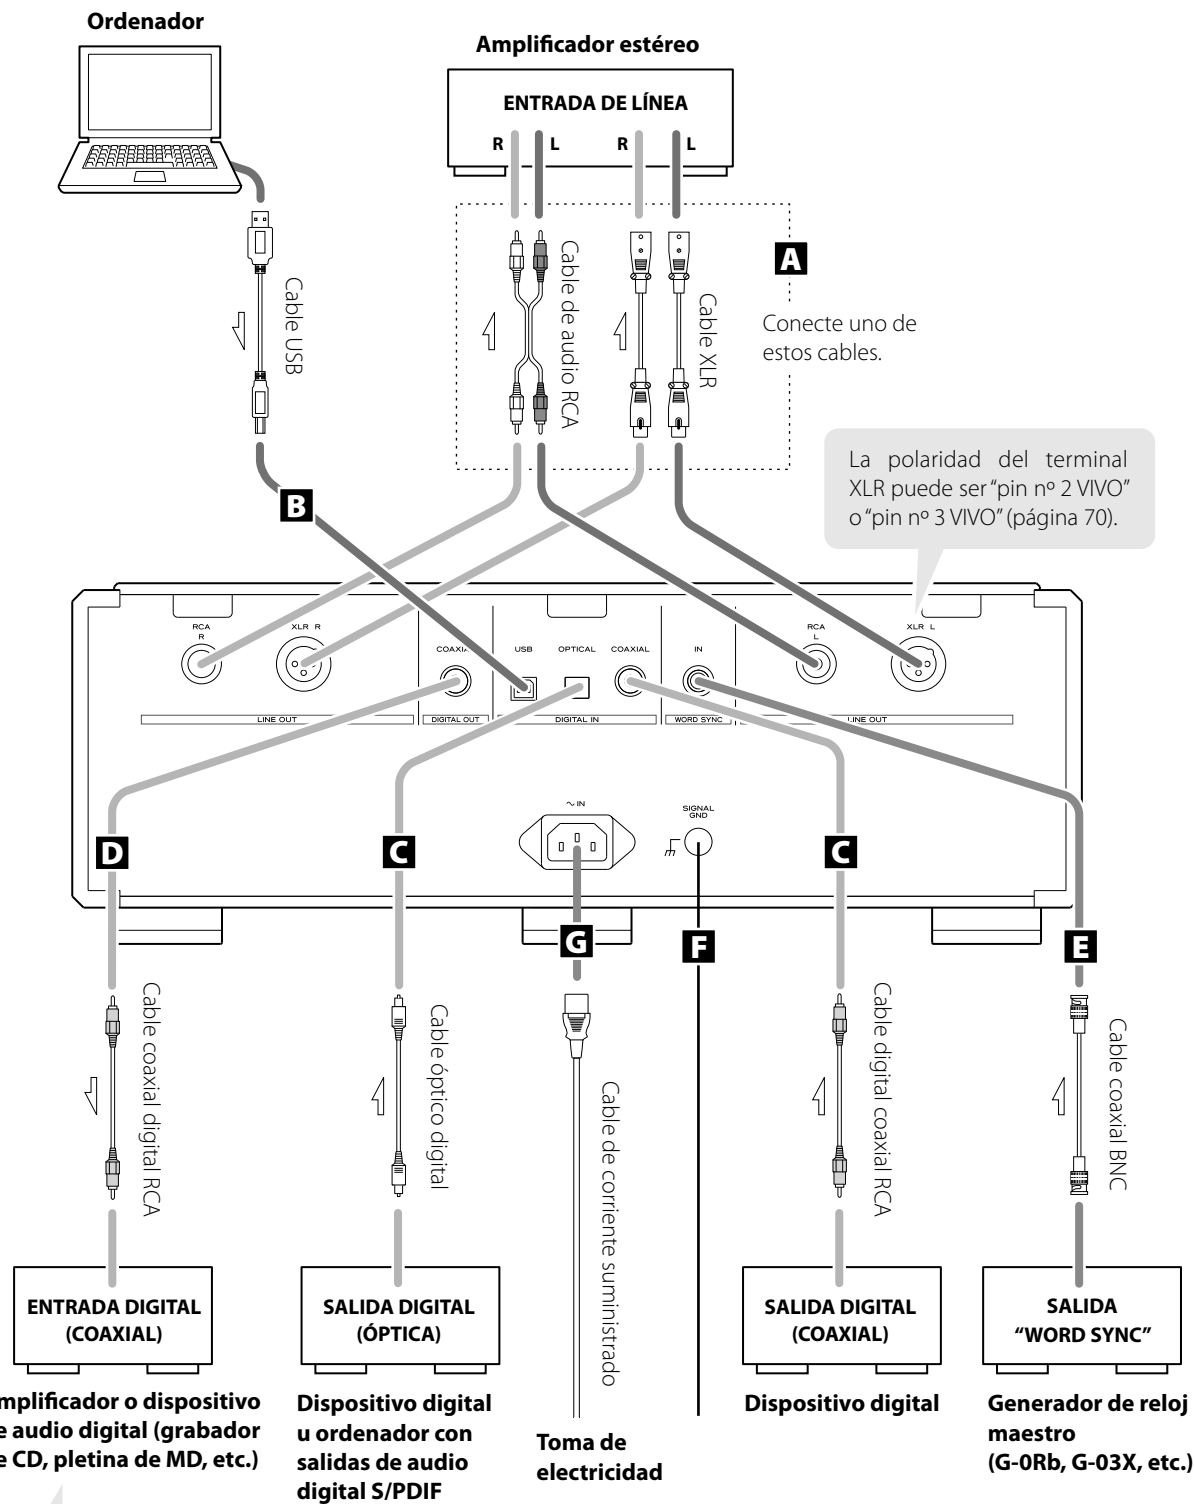 Ordenador
Amplificador estéreo
ENTRADA DE LÍNEA
R L R L
A
Conecte uno de
estos cables.
Cable USB
Cable de audio RCA
Cable XLR
La polaridad del terminal
XLR puede ser “pin nº 2 VIVO”
o “pin nº 3 VIVO” (página 70).
B
RCA
R
XLR R
COAXIA
USB
OPTICAL
COAXIAL
IN
RCA
L
XLR L
LINE OUT
DIGITAL OUT
DIGITAL IN
WORD SYNC
LINE OUT
~ IN
SIGNAL
GND
D
C
C
G
F
E
Cable coaxial digital RCA
Cable óptico digital
Cable de corriente suministrado
Cable digital coaxial RCA
Cable coaxial BNC
ENTRADA DIGITAL
(COAXIAL)
SALIDA DIGITAL
(ÓPTICA)
SALIDA DIGITAL
(COAXIAL)
SALIDA
“WORD SYNC”
mplificador o dispositivo
e audio digital (grabador
e CD, pletina de MD, etc.)
Dispositivo digital
u ordenador con
salidas de audio
digital S/PDIF
Toma de
electricidad
Dispositivo digital
Generador de reloj
maestro
(G-0Rb, G-03X, etc.)